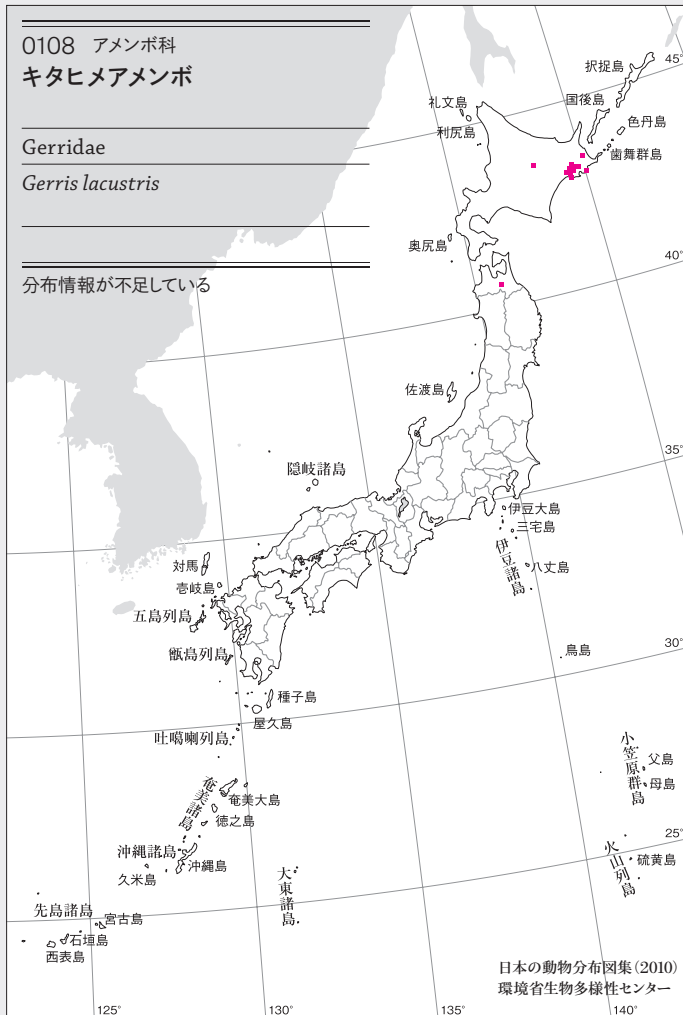 0108 アメンボ科
キタヒメアメンボ
Gerridae
Gerris lacustris
分布情報が不足している
択捉島
45°
国後島
礼文島
色丹島
利尻島
歯舞群島
奥尻島
40°
佐渡島
35°
隠岐諸島
伊豆大島
三宅島
伊豆諸島
八丈島
対馬
壱岐島
五島列島
甑島列島
鳥島
30°
種子島
屋久島
吐噶喇列島
小笠原群島
父島
母島
奄美諸島
奄美大島
徳之島
25°
沖縄諸島
沖縄島
久米島
火山列島
硫黄島
大東諸島
先島諸島
宮古島
石垣島
西表島
日本の動物分布図集(2010)
環境省生物多様性センター
125°
130°
135°
140°